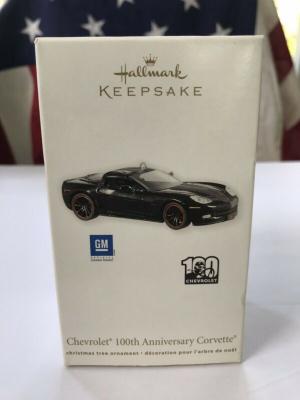 Hallmark
KEEPSAKE
GM
100
CHEVROLET
Chevrolet® 100th Anniversary Corvette®
christmas tree ornament • décoration pour l'arbre de noël